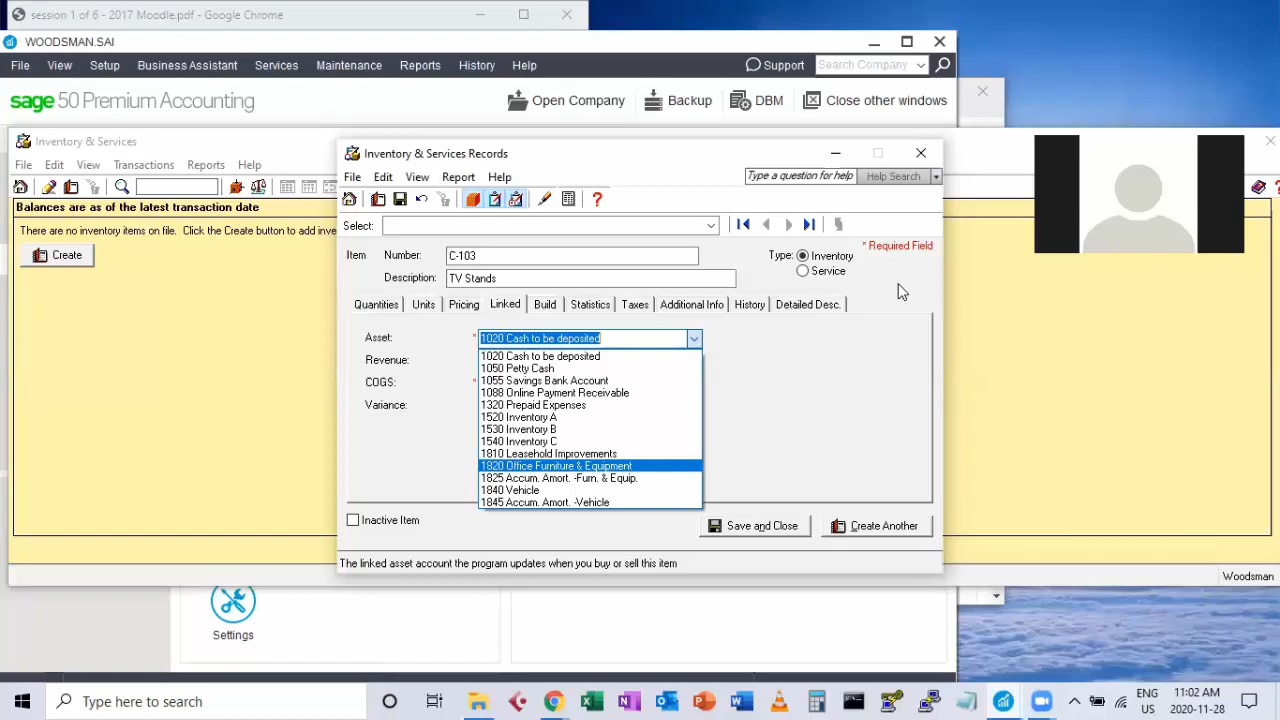 session 1 of 6 - 2017 Moodle.pdf - Google Chrome
WOODSMAN.SAI
File View Setup Business Assistant Services Maintenance Reports History Help Support Search Company
sage 50 Premium Accounting Open Company Backup DBM Close other windows
Inventory & Services
File Edit View Transactions Reports Help
Balances are as of the latest transaction date
There are no inventory items on file. Click the Create button to add inve
Create
Inventory & Services Records
File Edit View Report Help Type a question for help Help Search
Select:
* Required Field
Item Number: C-103 Type: Inventory
Description: TV Stands Service
Quantities Units Pricing Linked Build Statistics Taxes Additional Info History Detailed Desc.
Asset: * 1020 Cash to be deposited
Revenue:
COGS: *
Variance:
1020 Cash to be deposited
1050 Petty Cash
1055 Savings Bank Account
1088 Online Payment Receivable
1320 Prepaid Expenses
1520 Inventory A
1530 Inventory B
1540 Inventory C
1810 Leasehold Improvements
1820 Office Furniture & Equipment
1825 Accum. Amort. -Furn. & Equip.
1840 Vehicle
1845 Accum. Amort. -Vehicle
Inactive Item Save and Close Create Another
The linked asset account the program updates when you buy or sell this item
Woodsman
Settings
Type here to search
ENG
US
11:02 AM
2020-11-28